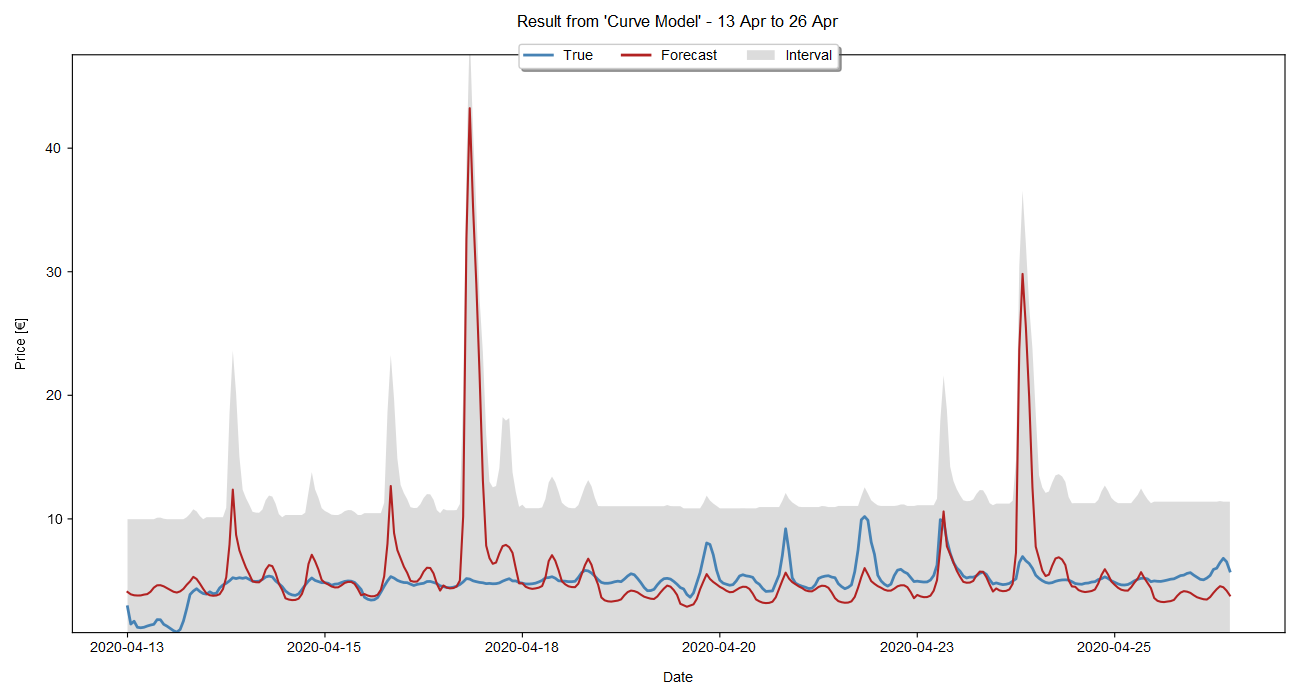 Result from 'Curve Model' - 13 Apr to 26 Apr
True Forecast Interval
40
30
20
10
Price [€]
2020-04-13 2020-04-15 2020-04-18 2020-04-20 2020-04-23 2020-04-25
Date